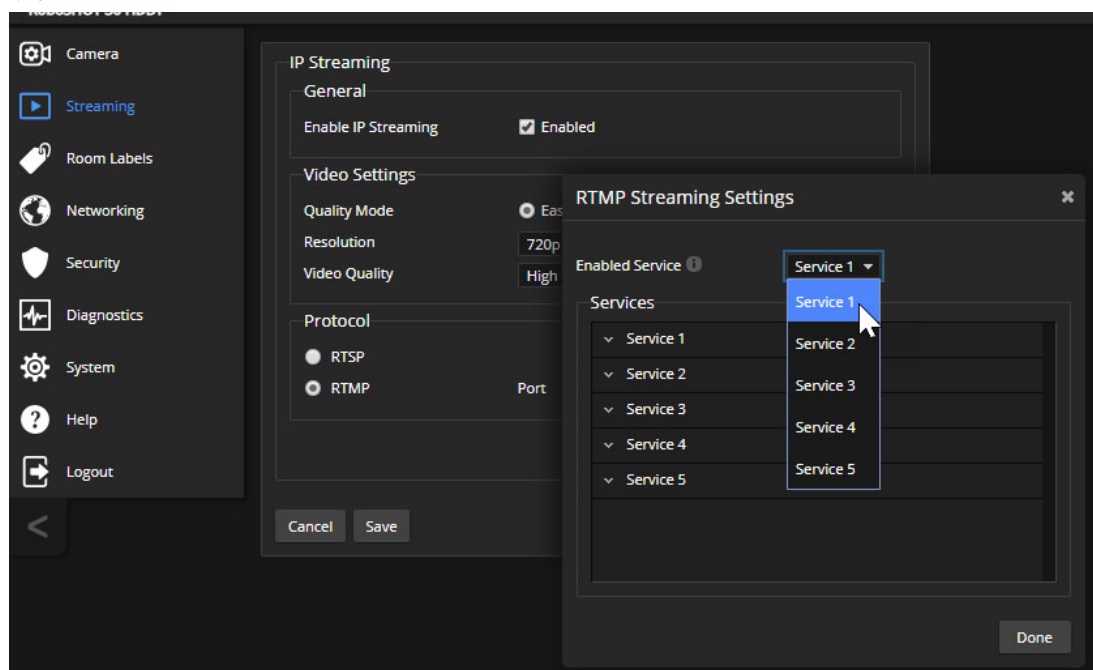 Camera
Streaming
Room Labels
Networking
Security
Diagnostics
System
Help
Logout
<
IP Streaming
General
Enable IP Streaming Enabled
Video Settings
Quality Mode
Resolution 720p
Video Quality High
Protocol
RTSP
RTMP Port
Cancel Save
RTMP Streaming Settings
Enabled Service Service 1
Service 1
Service 2
Service 3
Service 4
Service 5
Services
Service 1
Service 2
Service 3
Service 4
Service 5
Done